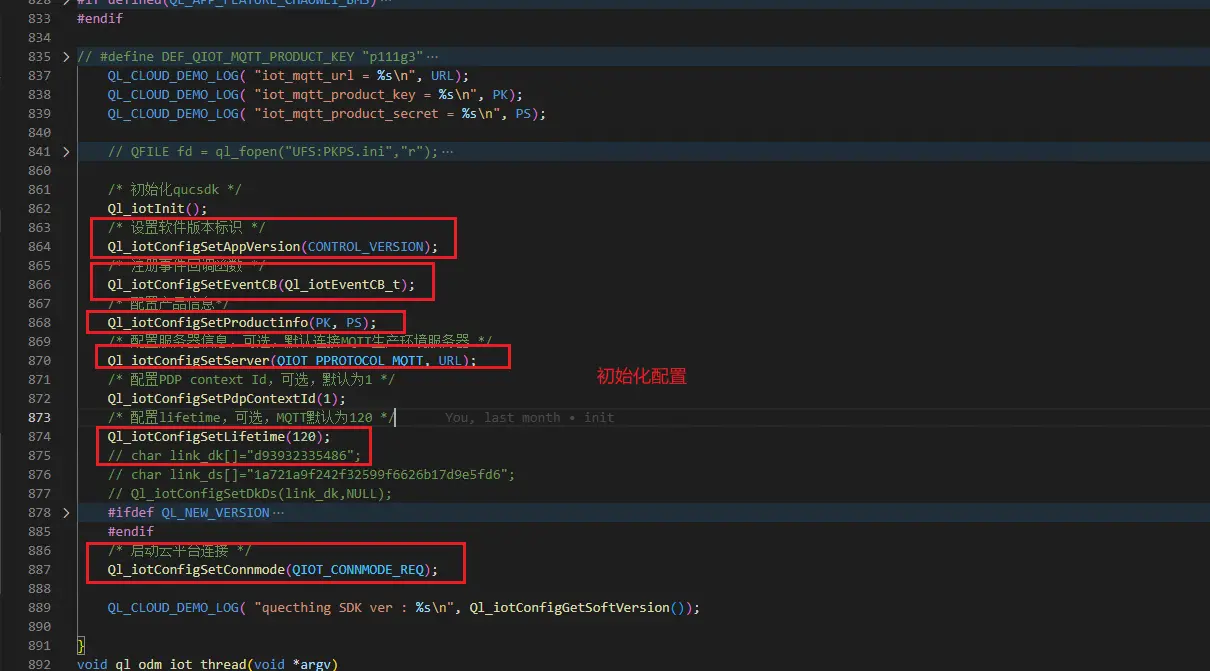 828 > #if defined(QL_APP_FEATURE_CHAOWEI_BMS) ···
833 #endif
834
835 > // #define DEF_QIOT_MQTT_PRODUCT_KEY "p111g3" ···
837 QL_CLOUD_DEMO_LOG( "iot_mqtt_url = %s\n", URL);
838 QL_CLOUD_DEMO_LOG( "iot_mqtt_product_key = %s\n", PK);
839 QL_CLOUD_DEMO_LOG( "iot_mqtt_product_secret = %s\n", PS);
840
841 > // QFILE fd = ql_fopen("UFS:PKPS.ini","r"); ···
860
861 /* 初始化qucsdk */
862 Ql_iotInit();
863 /* 设置软件版本标识 */
864 Ql_iotConfigSetAppVersion(CONTROL_VERSION);
865 /* 注册事件回调函数 */
866 Ql_iotConfigSetEventCB(Ql_iotEventCB_t);
867 /* 配置产品信息*/
868 Ql_iotConfigSetProductinfo(PK, PS);
869 /* 配置服务器信息，可选，默认连接MQTT生产环境服务器 */
870 Ql_iotConfigSetServer(QIOT_PPROTOCOL_MQTT, URL);
871 /* 配置PDP context Id，可选，默认为1 */
初始化配置
872 Ql_iotConfigSetPdpContextId(1);
873 /* 配置lifetime，可选，MQTT默认为120 */ You, last month • init
874 Ql_iotConfigSetLifetime(120);
875 // char link_dk[]="d93932335486";
876 // char link_ds[]="1a721a9f242f32599f6626b17d9e5fd6";
877 // Ql_iotConfigSetDkDs(link_dk,NULL);
878 > #ifdef QL_NEW_VERSION ···
885 #endif
886 /* 启动云平台连接 */
887 Ql_iotConfigSetConnmode(QIOT_CONNMODE_REQ);
888
889 QL_CLOUD_DEMO_LOG( "quecthing SDK ver : %s\n", Ql_iotConfigGetSoftVersion());
890
891 }
892 void ql_odm_iot_thread(void *argv)